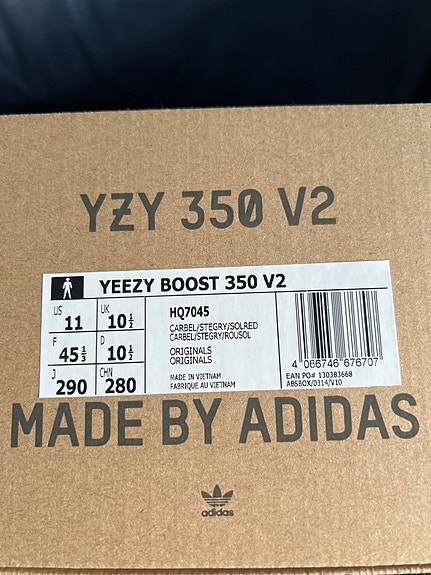 YZY 350 V2
YEEZY BOOST 350 V2
US 11
UK 10½
F 45⅓
D 10½
J 290
CHN 280
HQ7045
CARBEL/STEGRY/SOLRED
CARBEL/STEGRY/ROUSOL
ORIGINALS
ORIGINALS
MADE IN VIETNAM
FABRIQUÉ AU VIETNAM
4 066746 676707
EAN PO# 130383668
ABSBOX/0314/V10
MADE BY ADIDAS
adidas